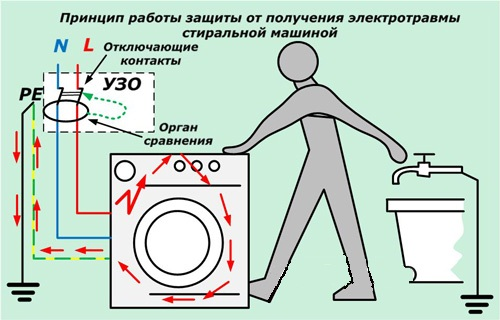 Принцип работы защиты от получения электротравмы
стиральной машиной
N L
Отключающие
контакты
УЗО
PE
Орган
сравнения